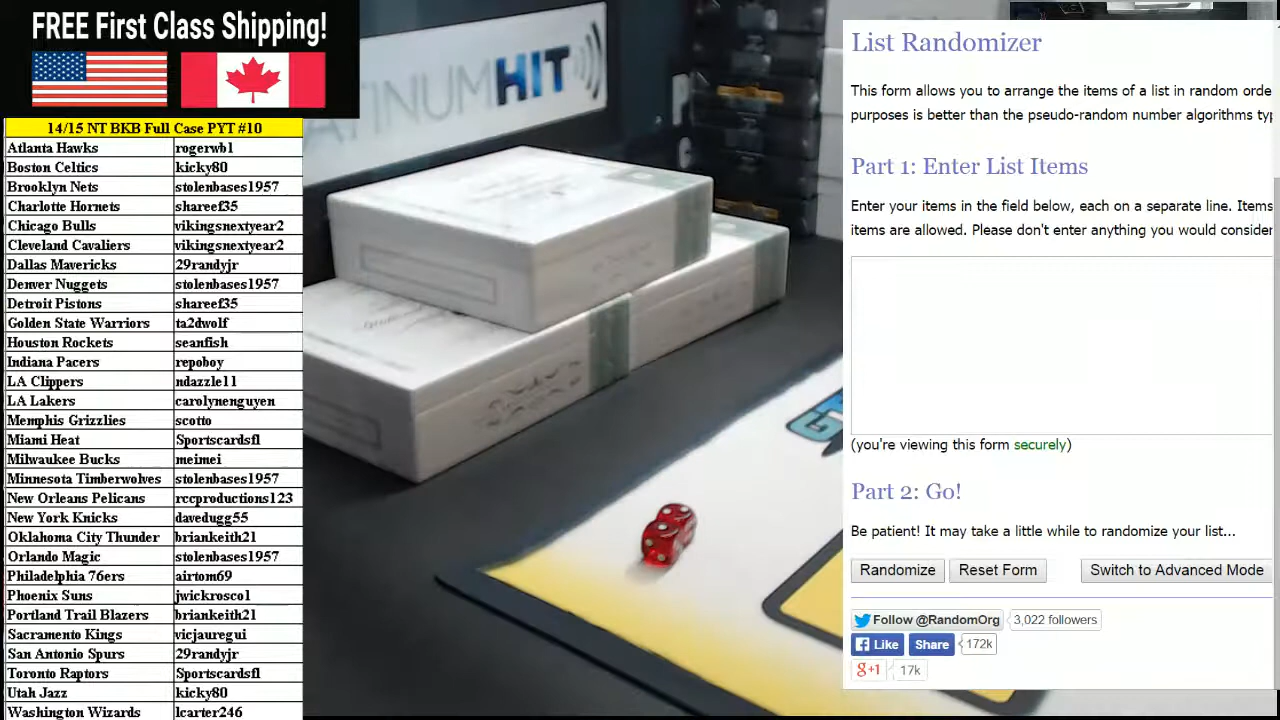 FREE First Class Shipping!
14/15 NT BKB Full Case PYT #10
Atlanta Hawks rogerwb1
Boston Celtics kicky80
Brooklyn Nets stolenbases1957
Charlotte Hornets shareef35
Chicago Bulls vikingsnextyear2
Cleveland Cavaliers vikingsnextyear2
Dallas Mavericks 29randyjr
Denver Nuggets stolenbases1957
Detroit Pistons shareef35
Golden State Warriors ta2dwolf
Houston Rockets seanfish
Indiana Pacers repoboy
LA Clippers ndazzle11
LA Lakers carolynenguyen
Memphis Grizzlies scotto
Miami Heat Sportscardsfl
Milwaukee Bucks meimei
Minnesota Timberwolves stolenbases1957
New Orleans Pelicans rccproductions123
New York Knicks davedugg55
Oklahoma City Thunder briankeith21
Orlando Magic stolenbases1957
Philadelphia 76ers airtom69
Phoenix Suns jwickrosco1
Portland Trail Blazers briankeith21
Sacramento Kings vicjauregui
San Antonio Spurs 29randyjr
Toronto Raptors Sportscardsfl
Utah Jazz kicky80
Washington Wizards lcarter246
ATINUMHIT
List Randomizer
This form allows you to arrange the items of a list in random orde
purposes is better than the pseudo-random number algorithms typ
Part 1: Enter List Items
Enter your items in the field below, each on a separate line. Items
items are allowed. Please don't enter anything you would consider
(you're viewing this form securely)
Part 2: Go!
Be patient! It may take a little while to randomize your list...
Randomize Reset Form Switch to Advanced Mode
Follow @RandomOrg 3,022 followers
Like Share 172k
g+1 17k